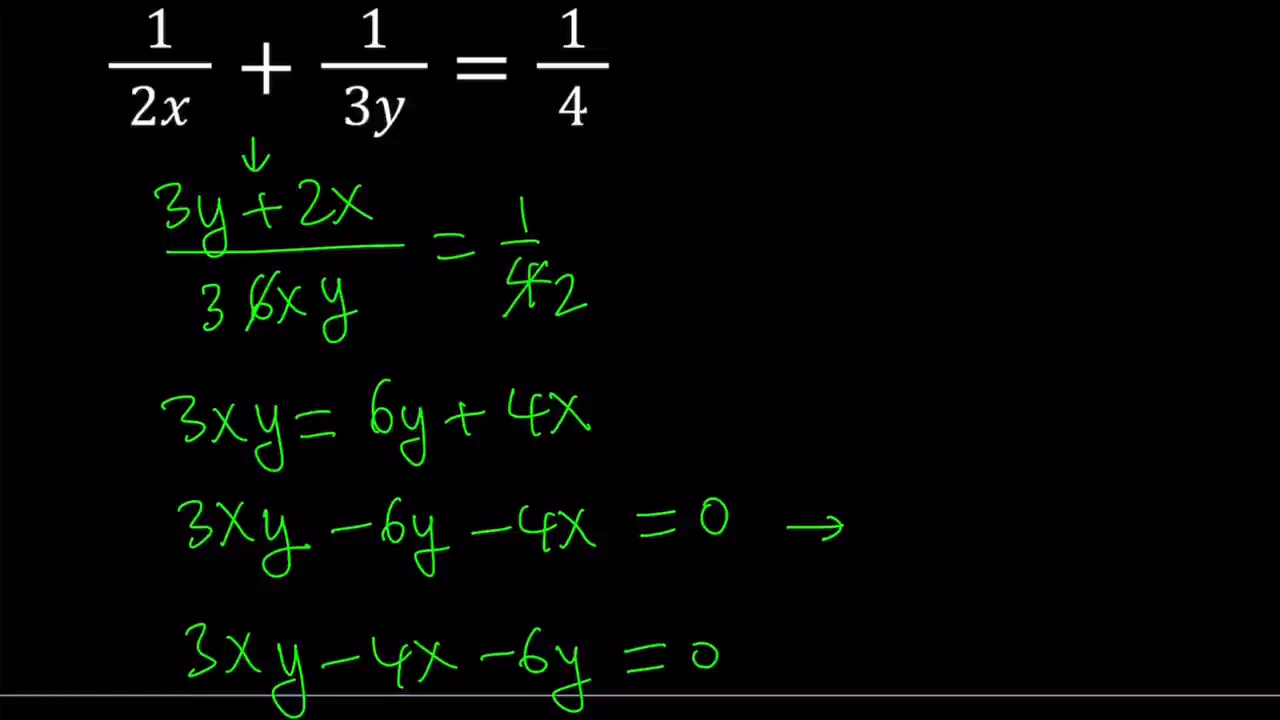 1/2x + 1/3y = 1/4
↓
3y + 2x / 3 6xy = 1/4 2
3xy = 6y + 4x
3xy - 6y - 4x = 0 →
3xy - 4x - 6y = 0